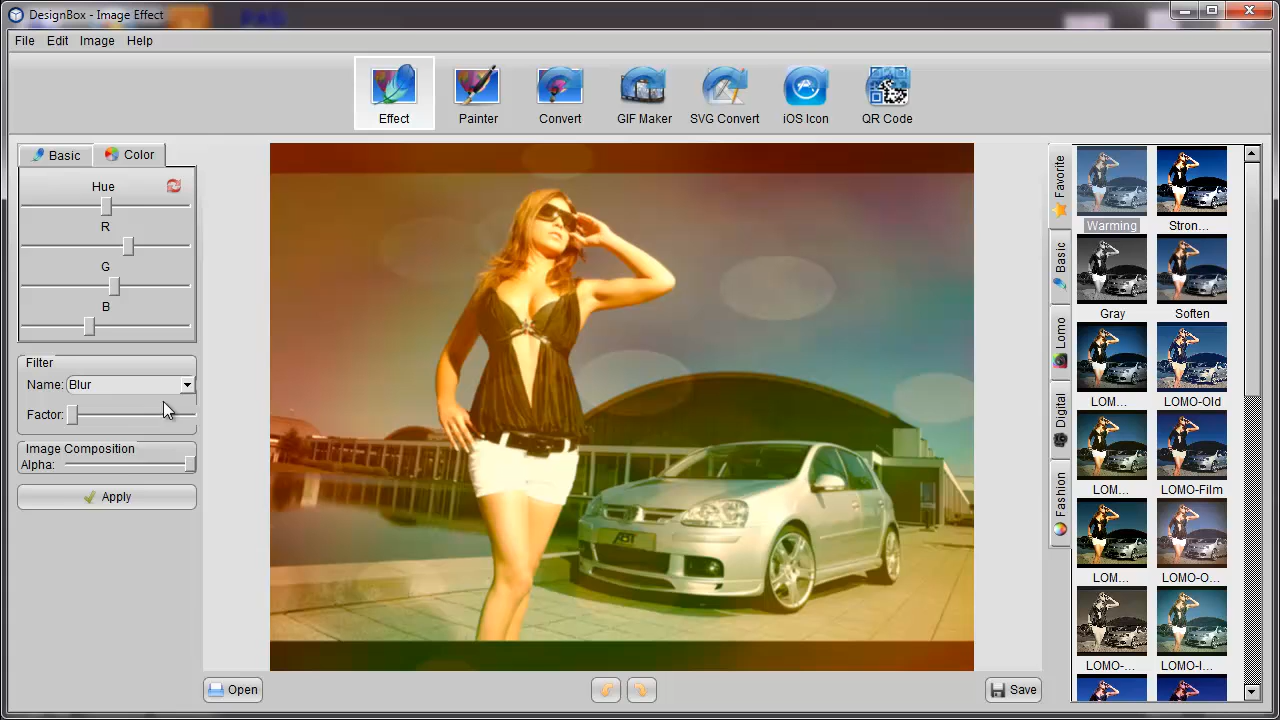 DesignBox - Image Effect
File Edit Image Help
Effect Painter Convert GIF Maker SVG Convert iOS Icon QR Code
Basic Color
Hue
R
G
B
Filter
Name: Blur
Factor:
Image Composition
Alpha:
Apply
ABT
Open
Save
Favorite
Basic
Lomo
Digital
Fashion
Warming Stron...
Gray Soften
LOM... LOMO-Old
LOM... LOMO-Film
LOM... LOMO-O...
LOMO-... LOMO-I...